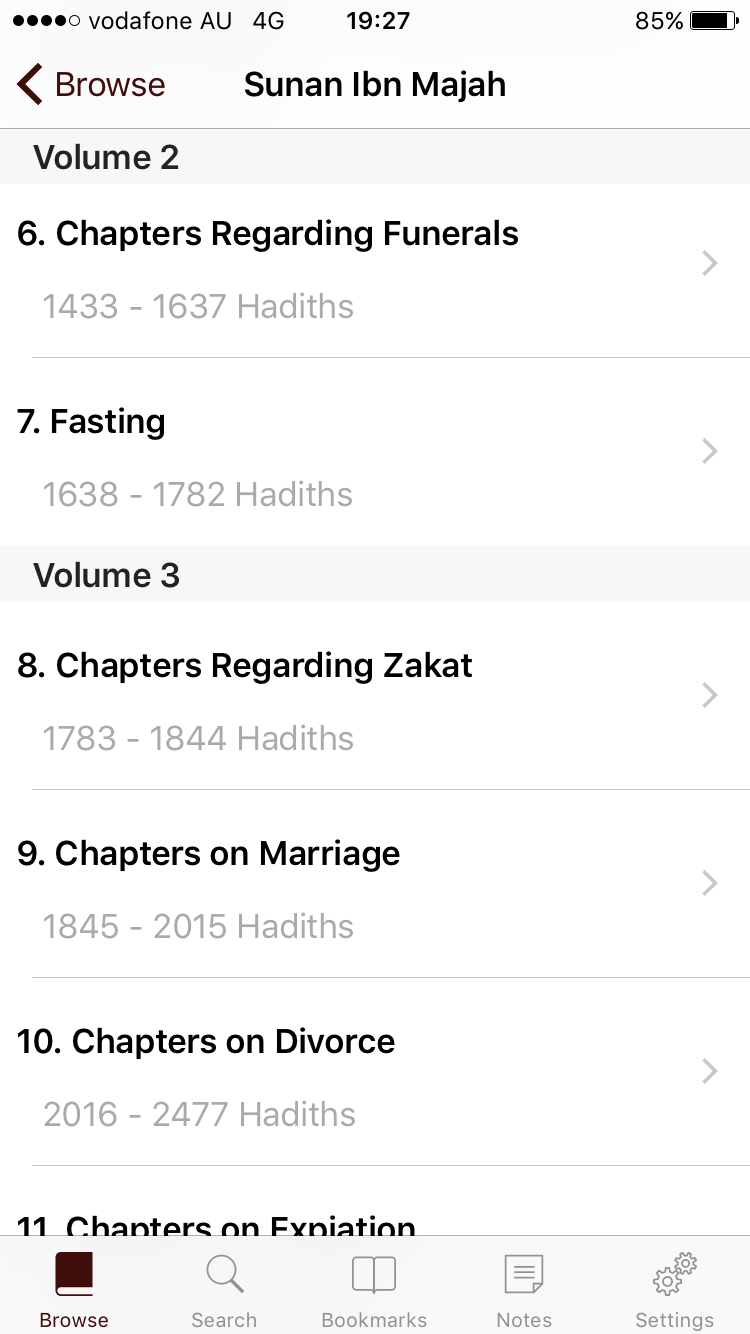 vodafone AU 4G 19:27 85%
Browse Sunan Ibn Majah
Volume 2
6. Chapters Regarding Funerals
1433 - 1637 Hadiths
7. Fasting
1638 - 1782 Hadiths
Volume 3
8. Chapters Regarding Zakat
1783 - 1844 Hadiths
9. Chapters on Marriage
1845 - 2015 Hadiths
10. Chapters on Divorce
2016 - 2477 Hadiths
11. Chapters on Expiation
Browse Search Bookmarks Notes Settings